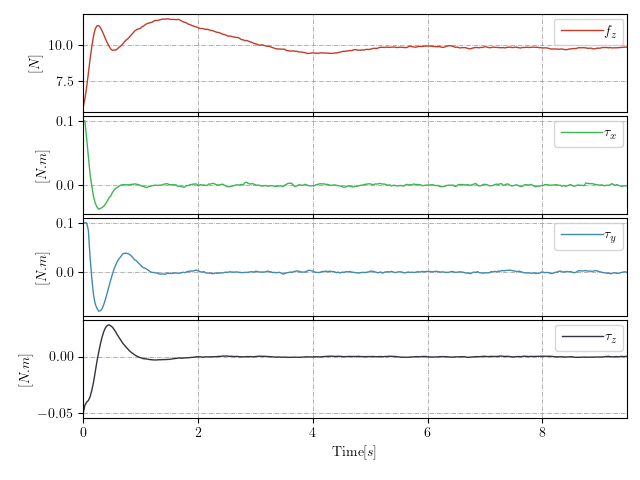 10.0
7.5
[N]
f_z
0.1
0.0
[N.m]
τ_x
0.1
0.0
[N.m]
τ_y
0.00
−0.05
[N.m]
τ_z
0 2 4 6 8
Time[s]